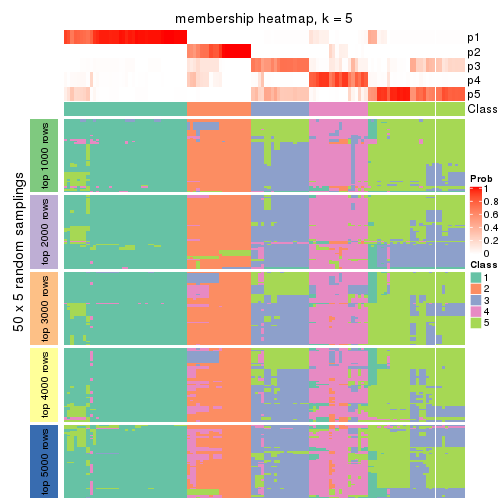 membership heatmap, k = 5
p1
p2
p3
p4
p5
Class
50 x 5 random samplings
top 1000 rows
top 2000 rows
top 3000 rows
top 4000 rows
top 5000 rows
Prob
1
0.8
0.6
0.4
0.2
0
Class
1
2
3
4
5